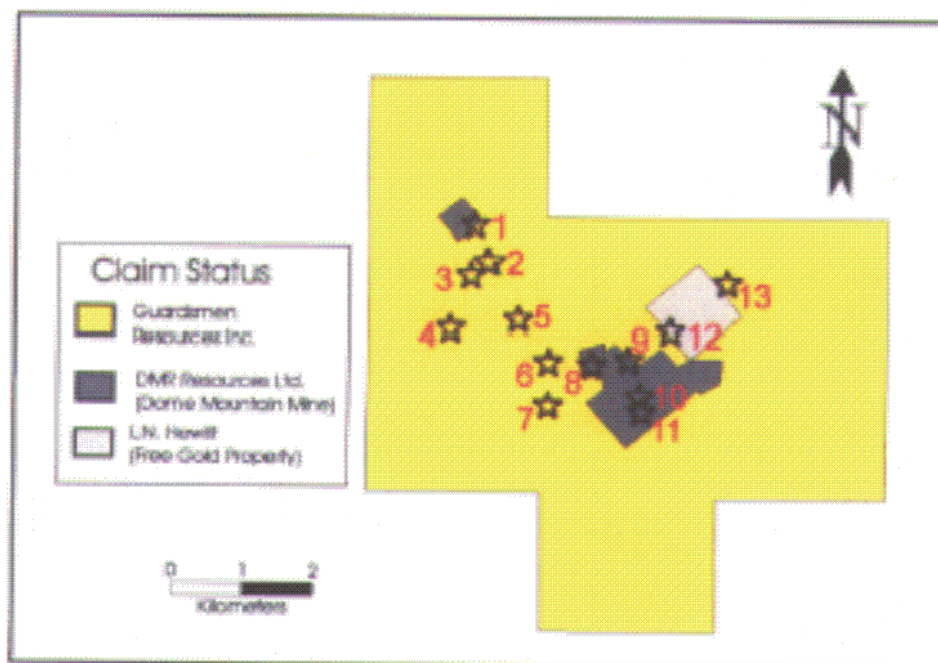 N
1
2
3
4
5
6
7
8
9
10
11
12
13
Claim Status
Guardsmen
Resources Inc.
DMR Resources Ltd.
(Dome Mountain Mine)
L.N. Hewitt
(Free Gold Property)
0 1 2
Kilometers